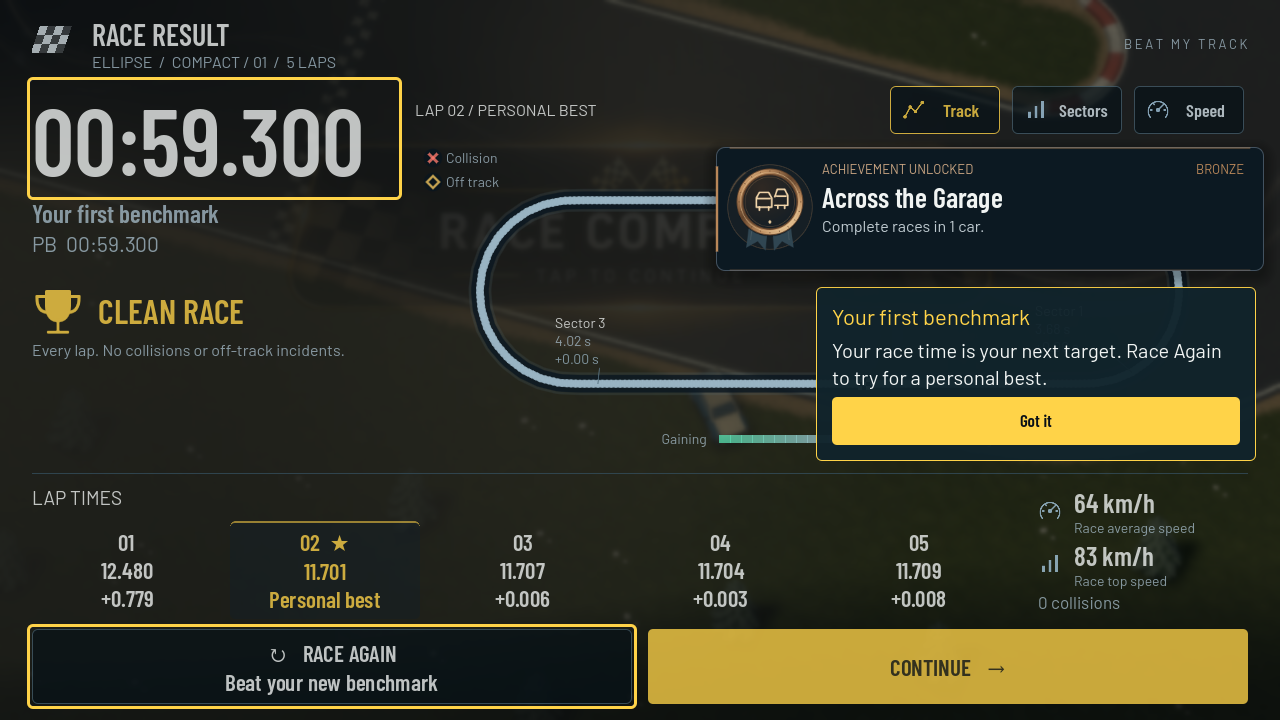 RACE RESULT
ELLIPSE / COMPACT / 01 / 5 LAPS
BEAT MY TRACK
00:59.300
Your first benchmark
PB 00:59.300
CLEAN RACE
Every lap. No collisions or off-track incidents.
LAP 02 / PERSONAL BEST
Collision
Off track
Track
Sectors
Speed
ACHIEVEMENT UNLOCKED
BRONZE
Across the Garage
Complete races in 1 car.
RACE COMP
TAP TO CONTIN
Sector 3
4.02 s
+0.00 s
Your first benchmark
Your race time is your next target. Race Again
to try for a personal best.
Got it
Gaining
LAP TIMES
01
12.480
+0.779
02 ★
11.701
Personal best
03
11.707
+0.006
04
11.704
+0.003
05
11.709
+0.008
64 km/h
Race average speed
83 km/h
Race top speed
0 collisions
↻ RACE AGAIN
Beat your new benchmark
CONTINUE →